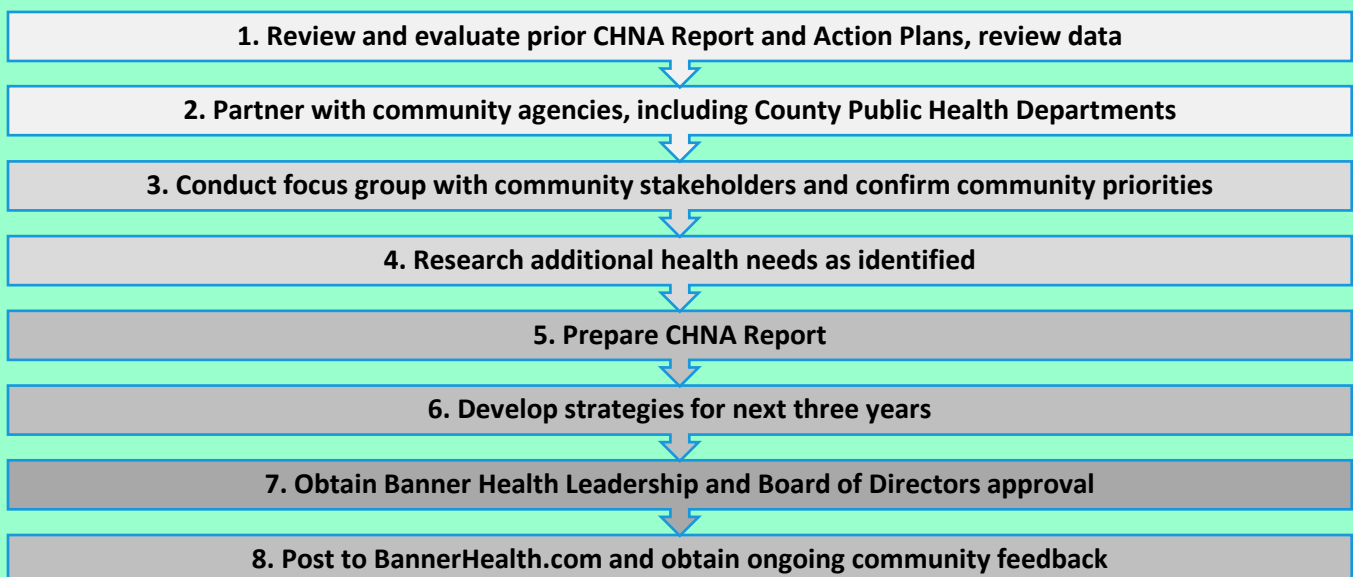 1. Review and evaluate prior CHNA Report and Action Plans, review data
2. Partner with community agencies, including County Public Health Departments
3. Conduct focus group with community stakeholders and confirm community priorities
4. Research additional health needs as identified
5. Prepare CHNA Report
6. Develop strategies for next three years
7. Obtain Banner Health Leadership and Board of Directors approval
8. Post to BannerHealth.com and obtain ongoing community feedback